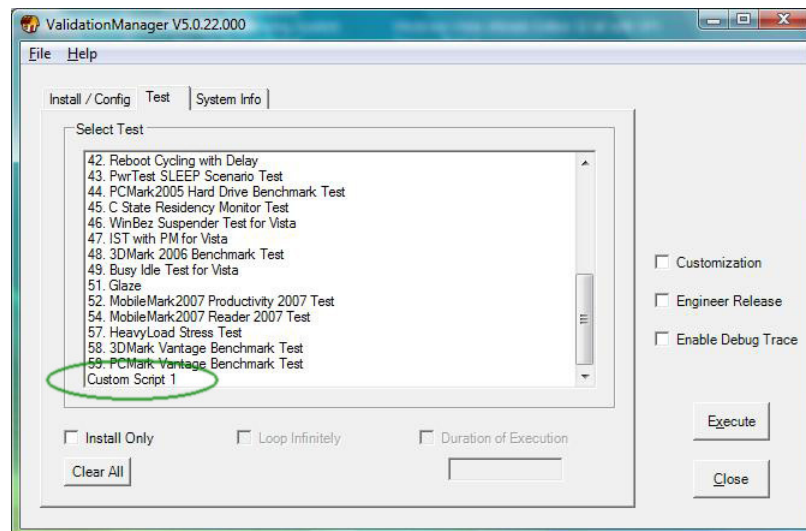 ValidationManager V5.0.22.000
File Help
Install / Config Test System Info
Select Test
42. Reboot Cycling with Delay
43. PwrTest SLEEP Scenario Test
44. PCMark2005 Hard Drive Benchmark Test
45. C State Residency Monitor Test
46. WinBez Suspender Test for Vista
47. IST with PM for Vista
48. 3DMark 2006 Benchmark Test
49. Busy Idle Test for Vista
51. Glaze
52. MobileMark2007 Productivity 2007 Test
54. MobileMark2007 Reader 2007 Test
57. HeavyLoad Stress Test
58. 3DMark Vantage Benchmark Test
59. PCMark Vantage Benchmark Test
Custom Script 1
Install Only Loop Infinitely Duration of Execution
Clear All
Customization
Engineer Release
Enable Debug Trace
Execute
Close